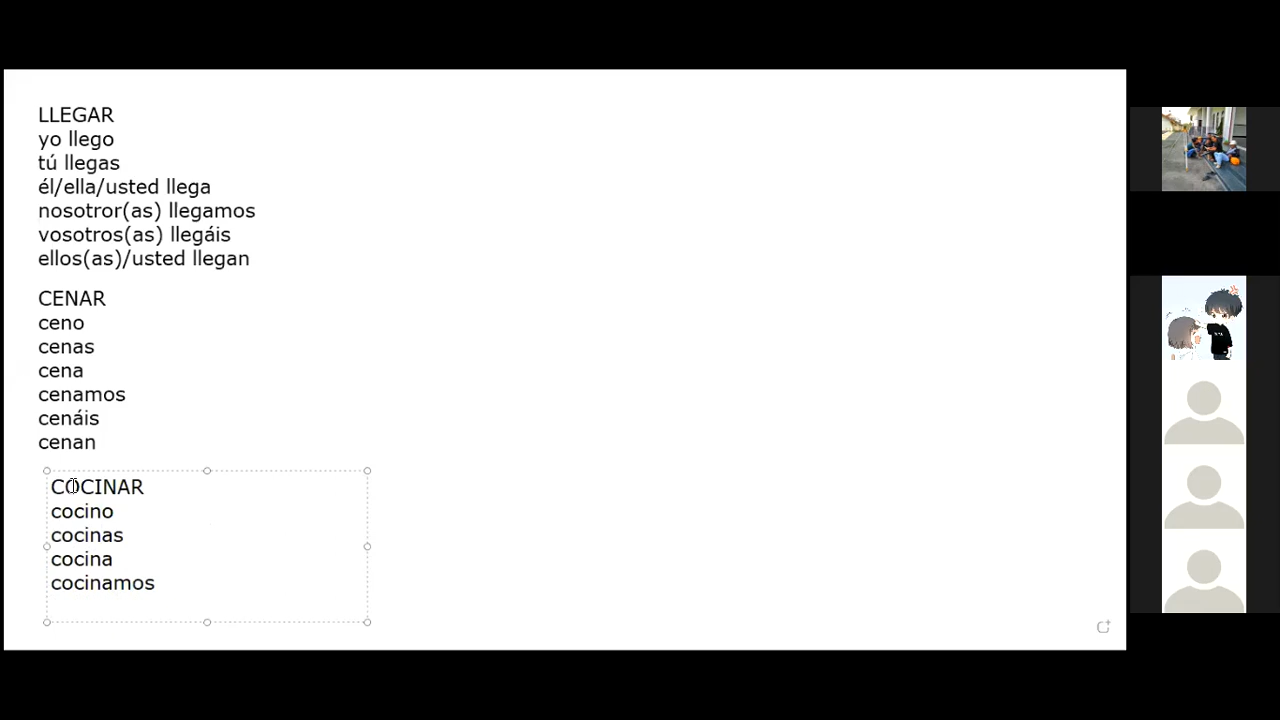 LLEGAR
yo llego
tú llegas
él/ella/usted llega
nosotror(as) llegamos
vosotros(as) llegáis
ellos(as)/usted llegan
CENAR
ceno
cenas
cena
cenamos
cenáis
cenan
COCINAR
cocino
cocinas
cocina
cocinamos